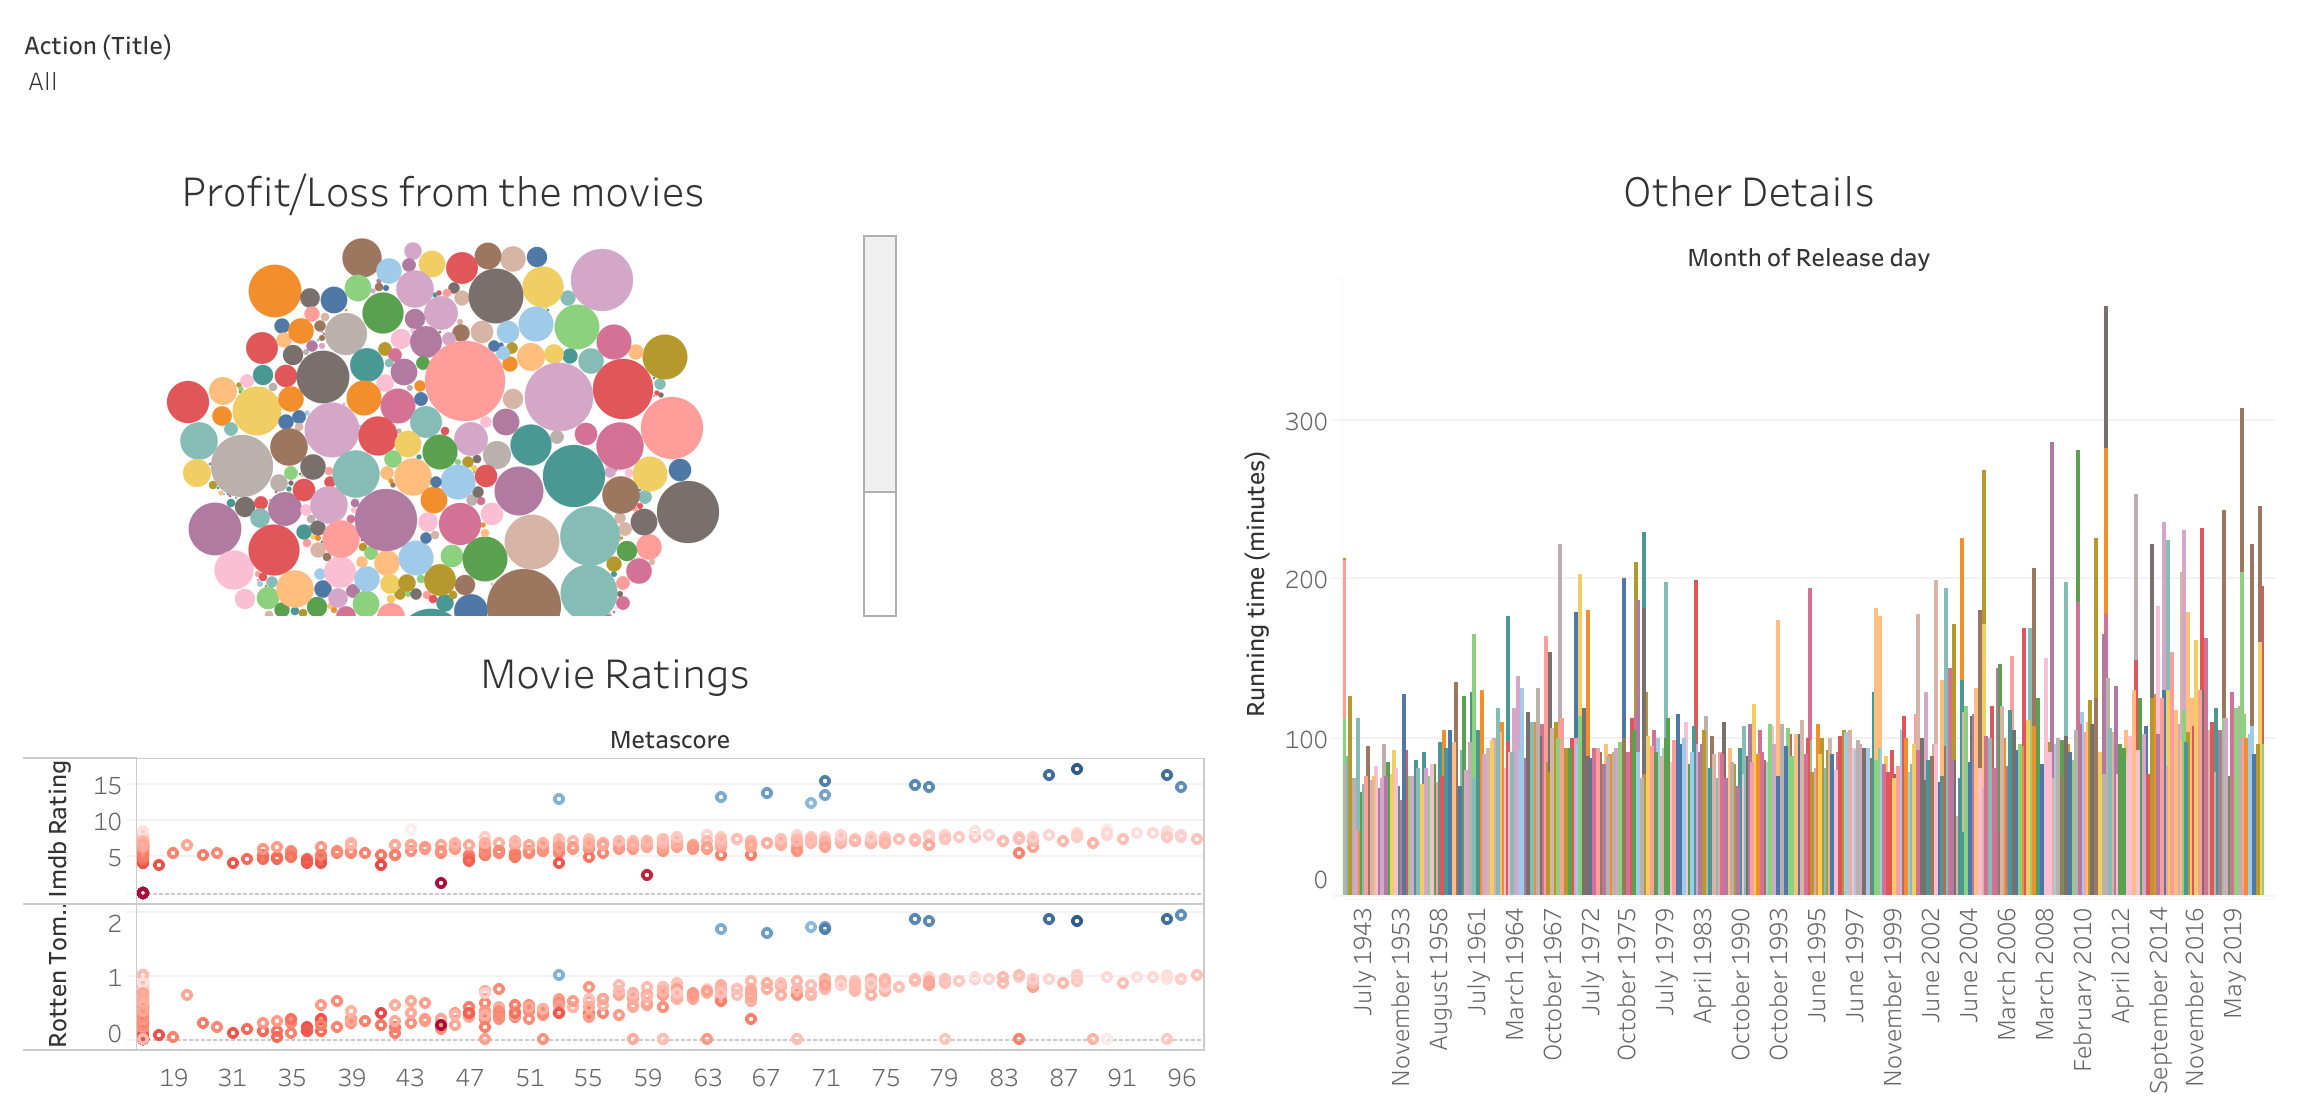 Action (Title)
All
Profit/Loss from the movies
Other Details
Month of Release day
Running time (minutes)
300
200
100
0
July 1943
November 1953
August 1958
July 1961
March 1964
October 1967
July 1972
October 1975
July 1979
April 1983
October 1990
October 1993
June 1995
June 1997
November 1999
June 2002
June 2004
March 2006
March 2008
February 2010
April 2012
September 2014
November 2016
May 2019
Movie Ratings
Metascore
Imdb Rating
15
10
5
Rotten Tom..
2
1
0
19 31 35 39 43 47 51 55 59 63 67 71 75 79 83 87 91 96